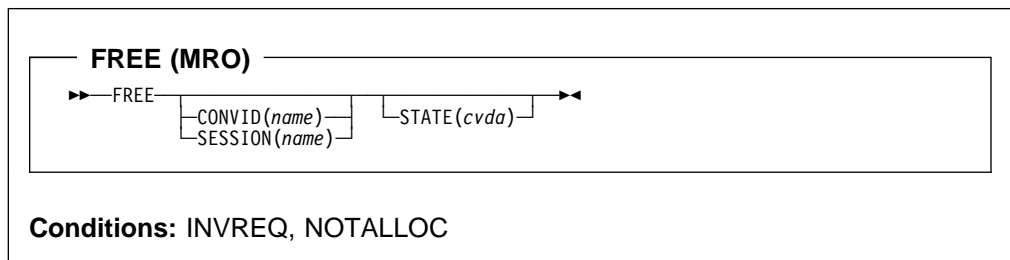 FREE (MRO)
►►──FREE──┬───────────────┬──┬─────────────┬──►◄
├─CONVID(name)──┤ └─STATE(cvda)─┘
└─SESSION(name)─┘
Conditions: INVREQ, NOTALLOC